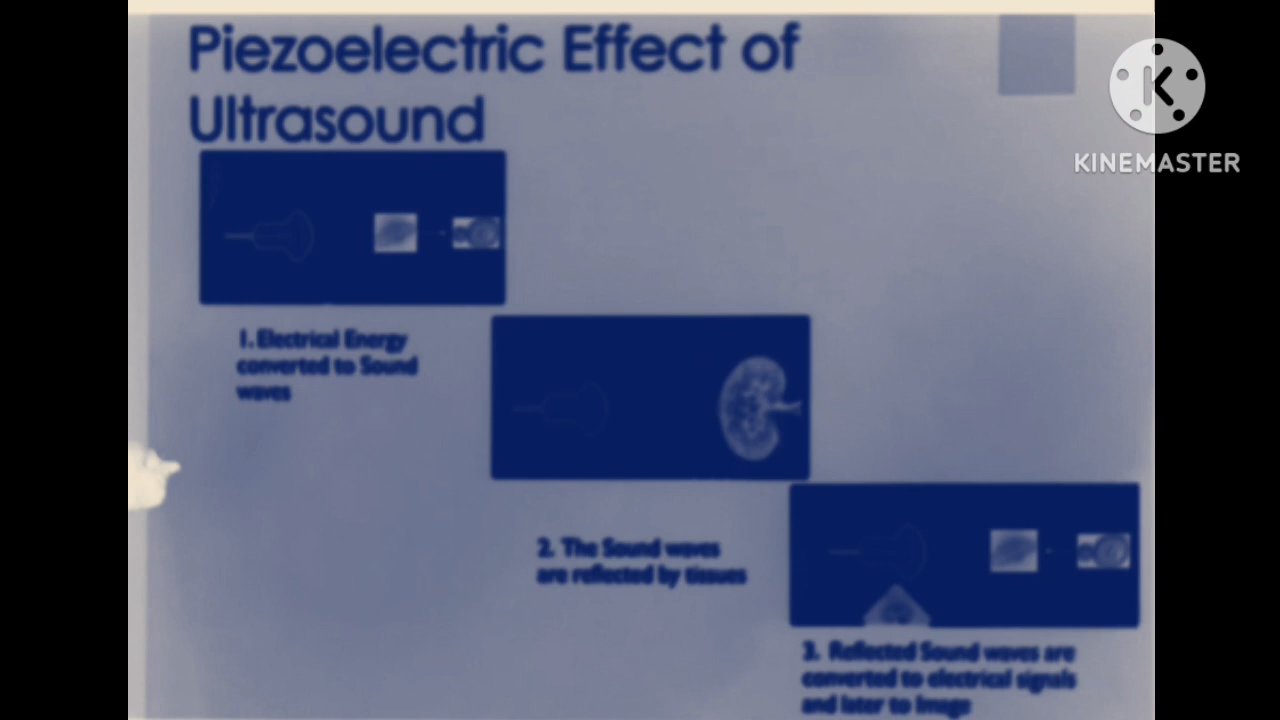 Piezoelectric Effect of
Ultrasound
1. Electrical Energy
converted to Sound
waves
2. The Sound waves
are reflected by tissues
3. Reflected Sound waves are
converted to electrical signals
and later to Image
KINEMASTER